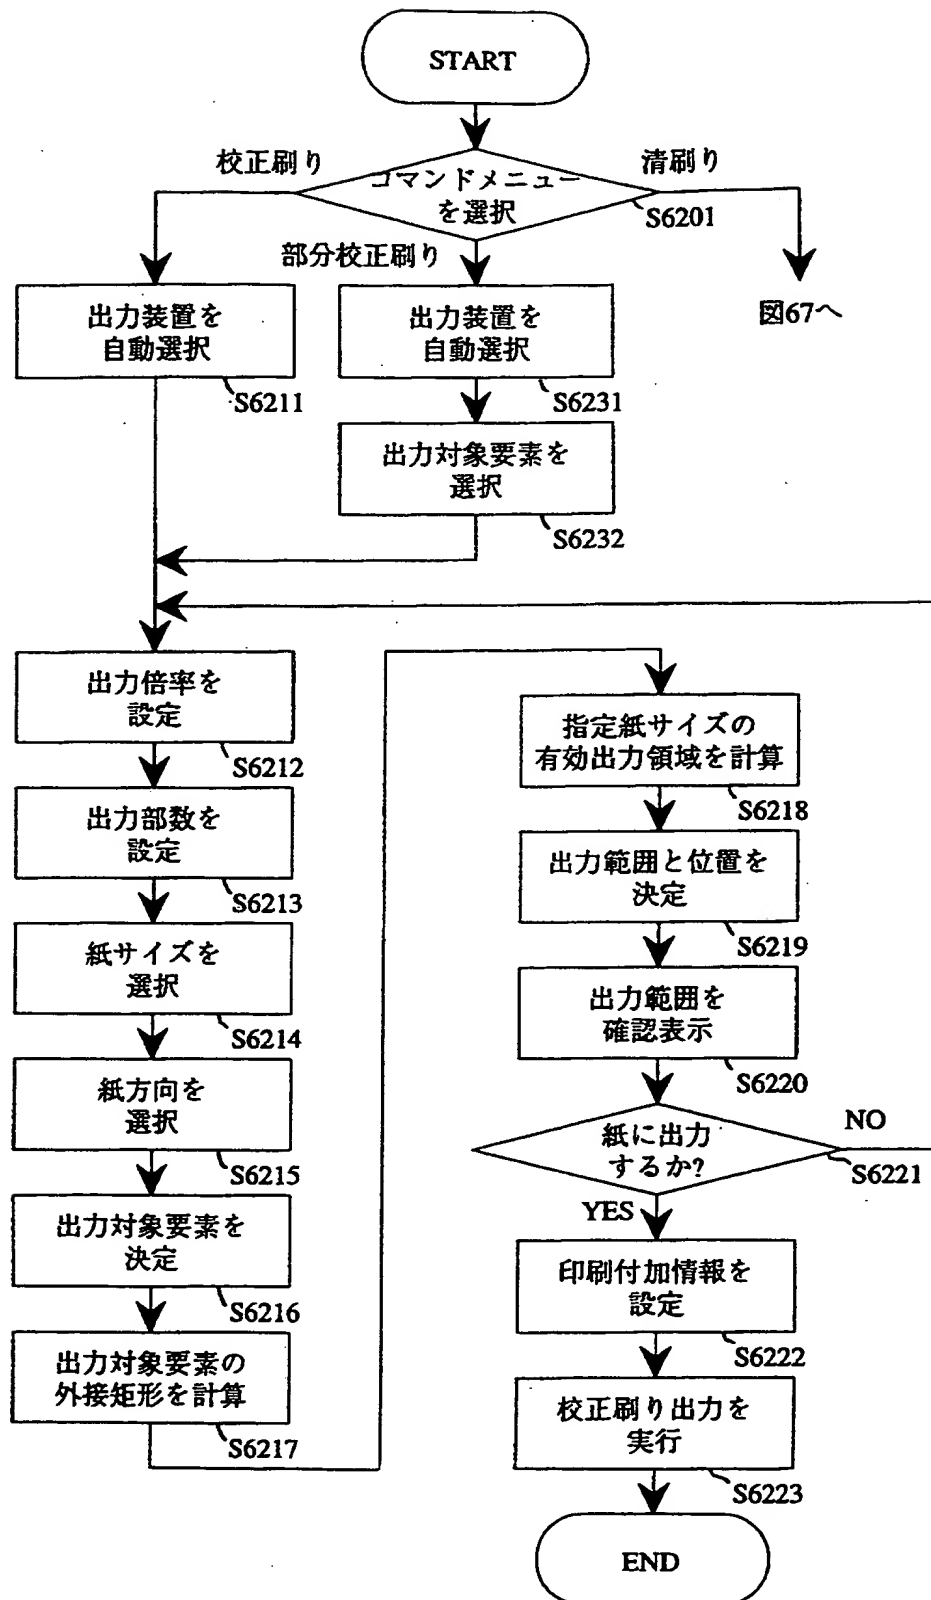 START
校正刷り
清刷り
コマンドメニュー
を選択
S6201
部分校正刷り
図67へ
出力装置を
自動選択
S6211
出力装置を
自動選択
S6231
出力対象要素を
選択
S6232
出力倍率を
設定
S6212
出力部数を
設定
S6213
紙サイズを
選択
S6214
紙方向を
選択
S6215
出力対象要素を
決定
S6216
出力対象要素の
外接矩形を計算
S6217
指定紙サイズの
有効出力領域を計算
S6218
出力範囲と位置を
決定
S6219
出力範囲を
確認表示
S6220
紙に出力
するか?
NO
S6221
YES
印刷付加情報を
設定
S6222
校正刷り出力を
実行
S6223
END